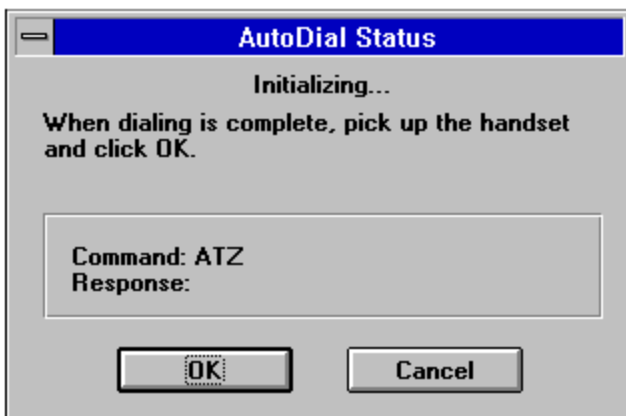 AutoDial Status
Initializing...
When dialing is complete, pick up the handset
and click OK.
Command: ATZ
Response:
OK Cancel